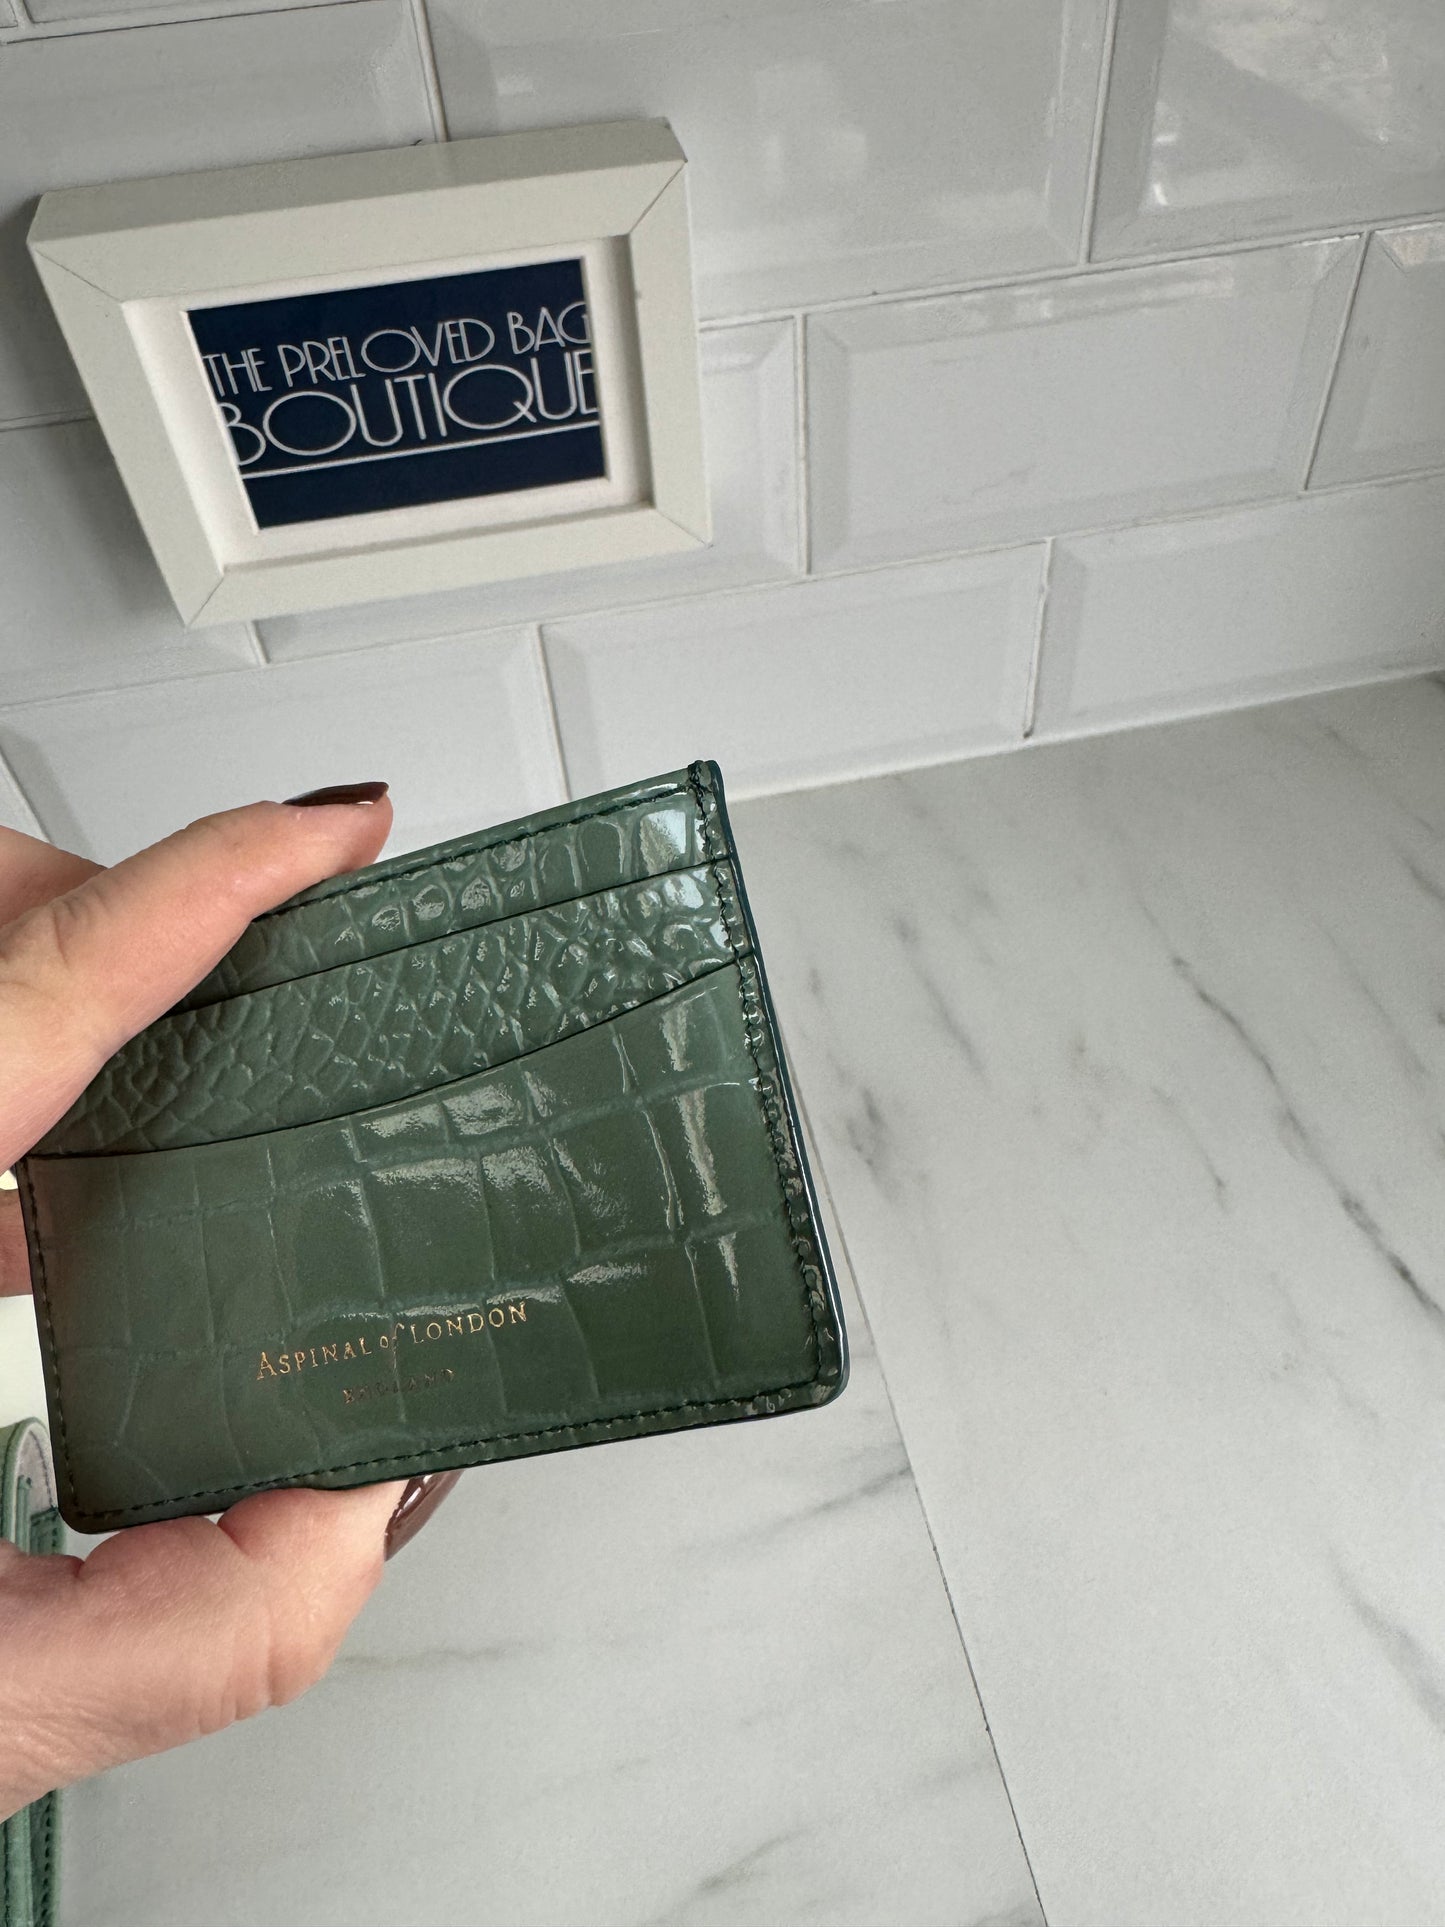 THE PRELOVED BAG
BOUTIQUE
ASPINAL of LONDON
ENGLAND